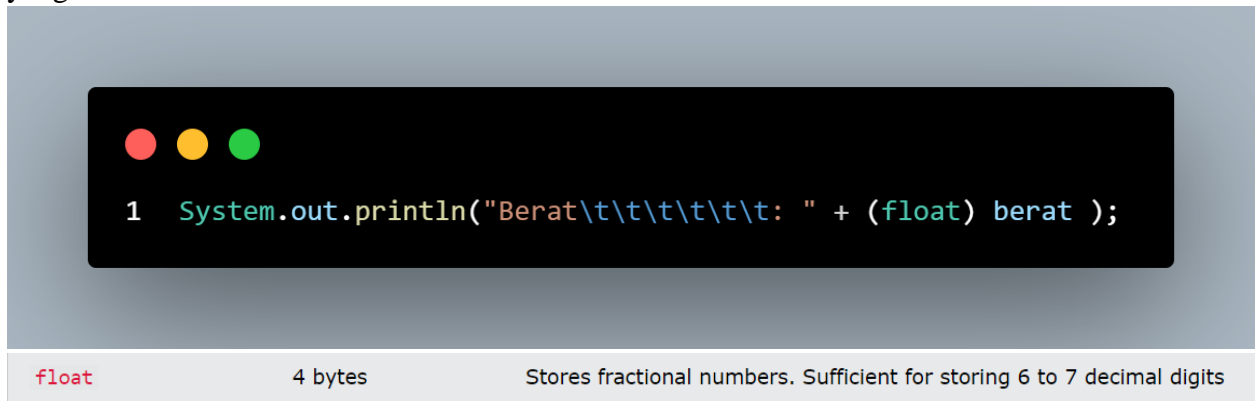 1 System.out.println("Berat\t\t\t\t\t\t: " + (float) berat );
float 4 bytes Stores fractional numbers. Sufficient for storing 6 to 7 decimal digits